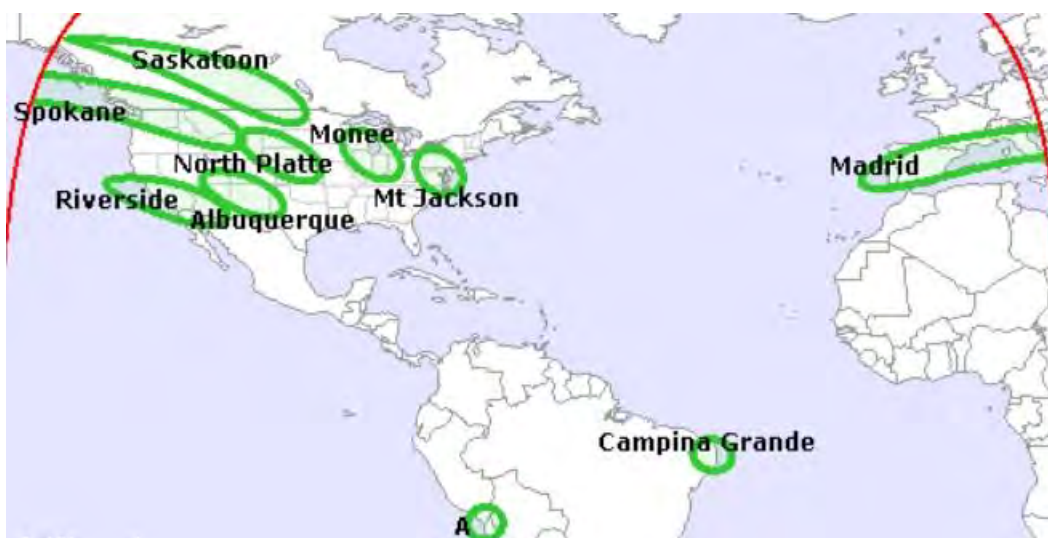 Saskatoon
Spokane
Monee
North Platte
Madrid
Riverside
Mt Jackson
Albuquerque
Campina Grande
A